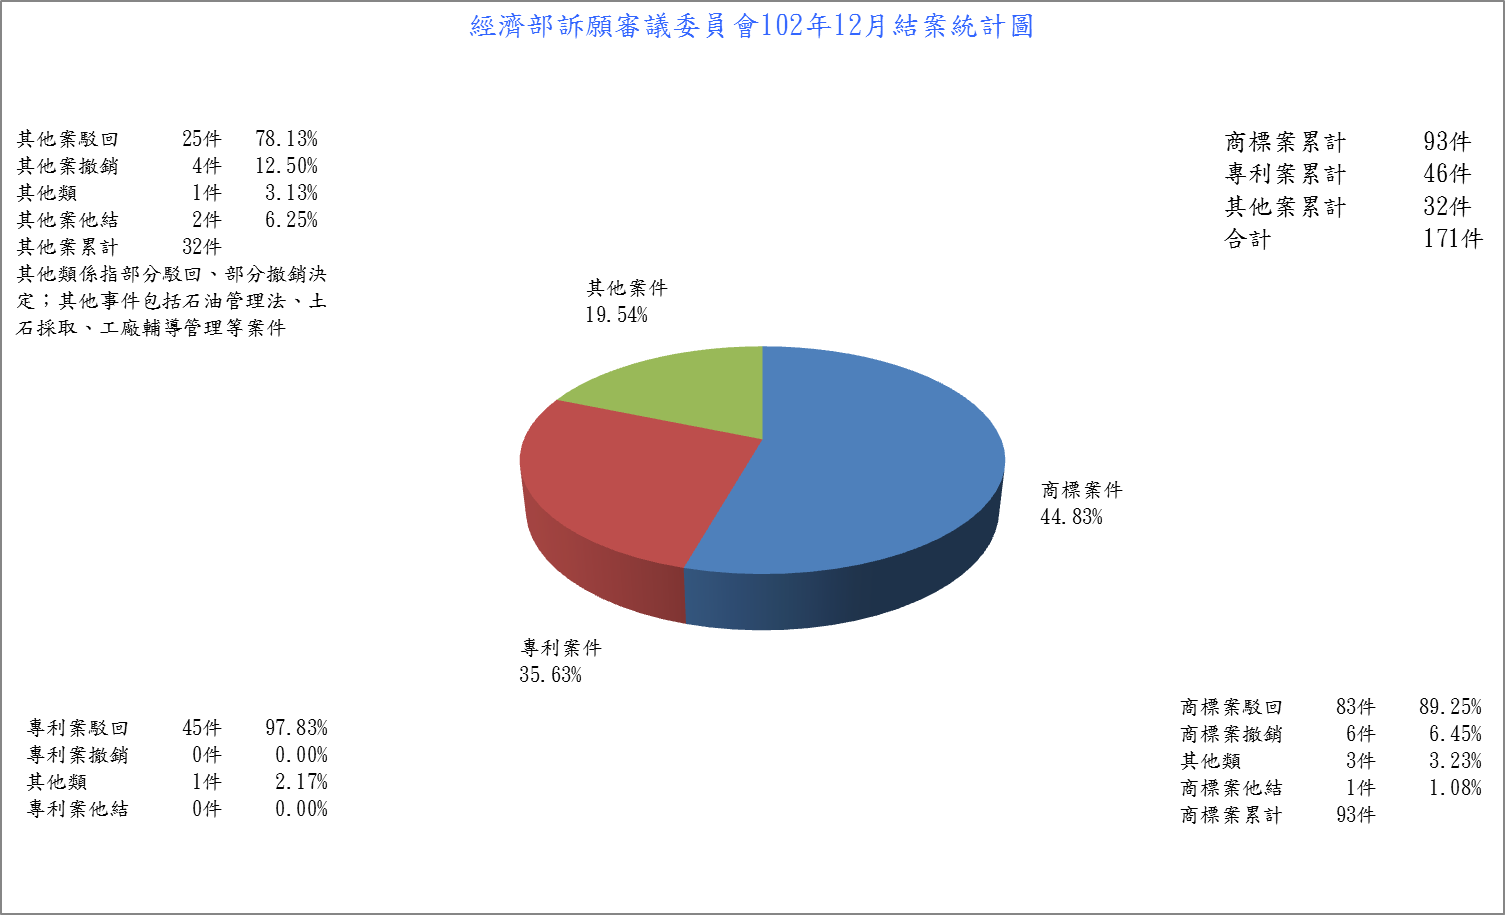 經濟部訴願審議委員會102年12月結案統計圖
其他案駁回 25件 78.13%
其他案撤銷 4件 12.50%
其他類 1件 3.13%
其他案他結 2件 6.25%
其他案累計 32件
其他類係指部分駁回、部分撤銷決
定；其他事件包括石油管理法、土
石採取、工廠輔導管理等案件
商標案累計 93件
專利案累計 46件
其他案累計 32件
合計 171件
其他案件
19.54%
商標案件
44.83%
專利案件
35.63%
專利案駁回 45件 97.83%
專利案撤銷 0件 0.00%
其他類 1件 2.17%
專利案他結 0件 0.00%
商標案駁回 83件 89.25%
商標案撤銷 6件 6.45%
其他類 3件 3.23%
商標案他結 1件 1.08%
商標案累計 93件